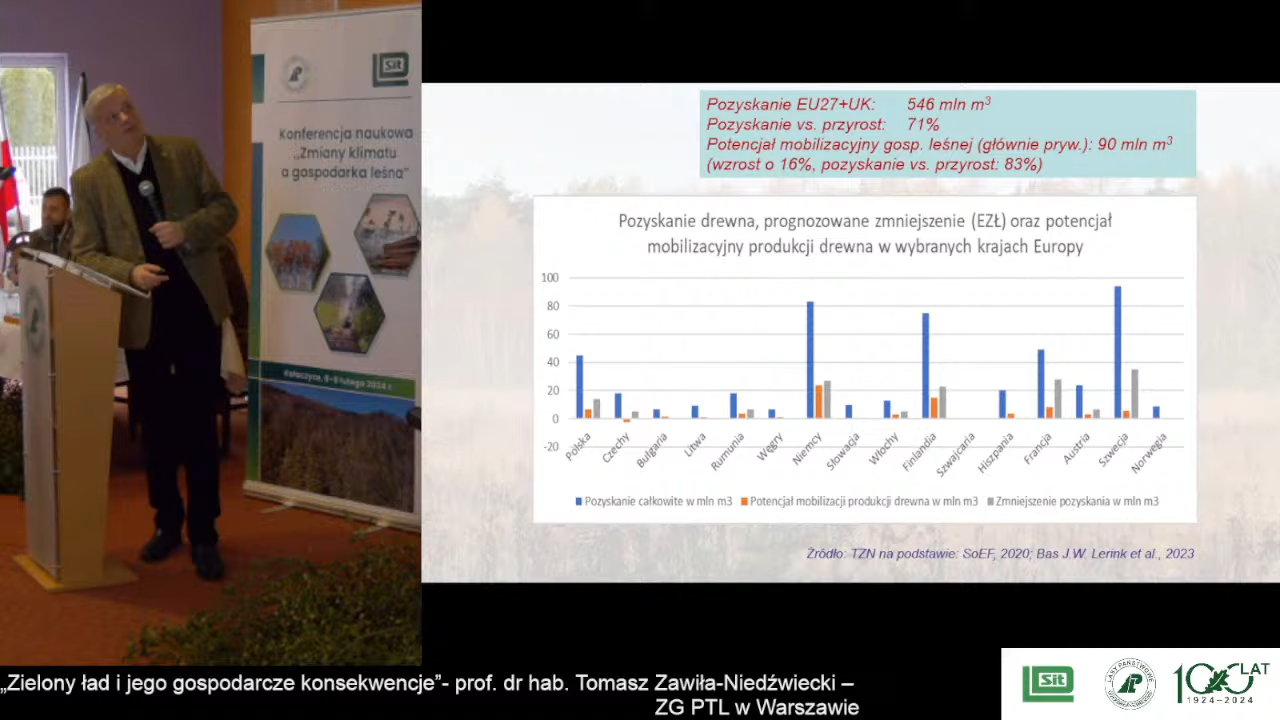 Sit
Konferencja naukowa
„Zmiany klimatu
a gospodarka leśna”
Pozyskanie EU27+UK: 546 mln m³
Pozyskanie vs. przyrost: 71%
Potencjał mobilizacyjny gosp. leśnej (głównie pryw.): 90 mln m³
(wzrost o 16%, pozyskanie vs. przyrost: 83%)
Pozyskanie drewna, prognozowane zmniejszenie (EZŁ) oraz potencjał
mobilizacyjny produkcji drewna w wybranych krajach Europy
100
80
60
40
20
0
-20
Polska Czechy Bułgaria Litwa Rumunia Węgry Niemcy Słowacja Włochy Finlandia Szwajcaria Hiszpania Francja Austria Szwecja Norwegia
Pozyskanie całkowite w mln m3 Potencjał mobilizacji produkcji drewna w mln m3 Zmniejszenie pozyskania w mln m3
Źródło: TZN na podstawie: SoEF, 2020; Bas J.W. Lerink et al., 2023
„Zielony ład i jego gospodarcze konsekwencje”- prof. dr hab. Tomasz Zawiła-Niedźwiecki –
ZG PTL w Warszawie
Sit
LASY PAŃSTWOWE
100 LAT
1924-2024